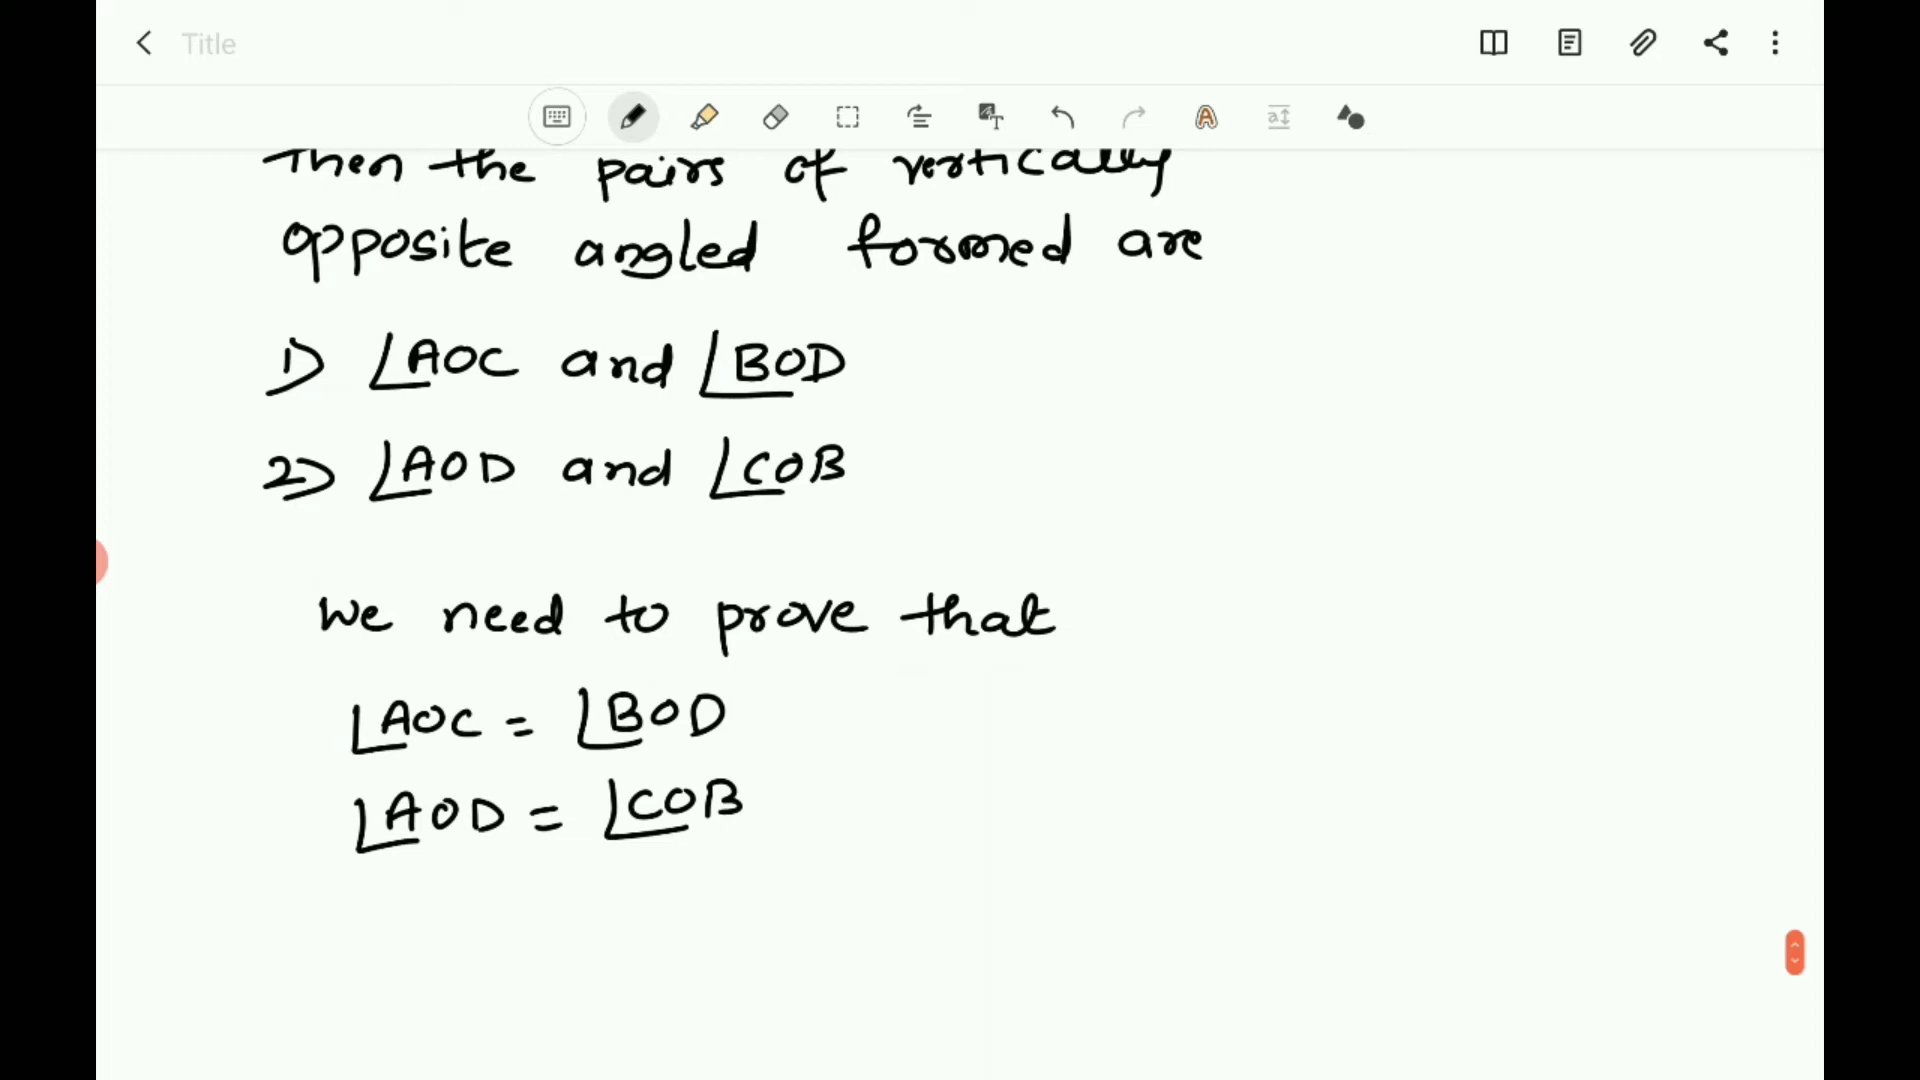 Title
Then the pairs of vertically
opposite angled formed are
1) ∠AOC and ∠BOD
2) ∠AOD and ∠COB
We need to prove that
∠AOC = ∠BOD
∠AOD = ∠COB